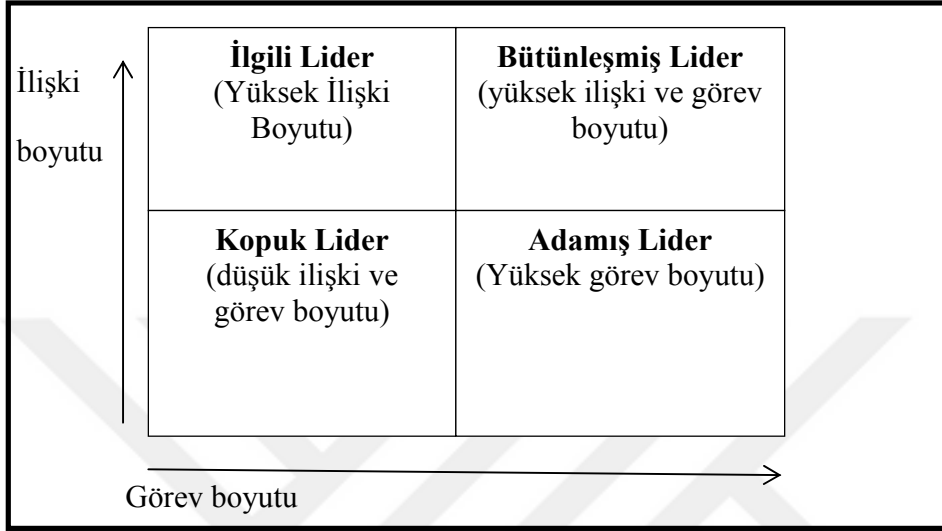 İlişki
boyutu
İlgili Lider
(Yüksek İlişki
Boyutu)
Bütünleşmiş Lider
(yüksek ilişki ve görev
boyutu)
Kopuk Lider
(düşük ilişki ve
görev boyutu)
Adamış Lider
(Yüksek görev boyutu)
Görev boyutu